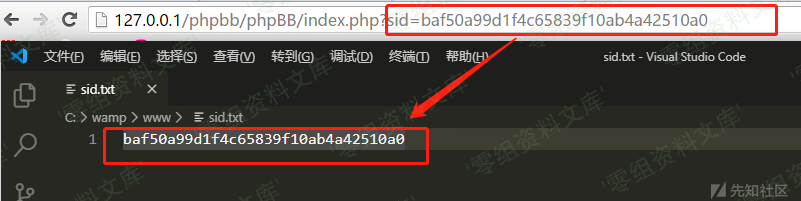 127.0.0.1/phpbb/phpBB/index.php?sid=baf50a99d1f4c65839f10ab4a42510a0
文件(F) 编辑(E) 选择(S) 查看(V) 转到(G) 调试(D) 终端(T) 帮助(H) sid.txt - Visual Studio Code
sid.txt ×
C: > wamp > www > sid.txt
1 baf50a99d1f4c65839f10ab4a42510a0
'零组资料文库'
先知社区